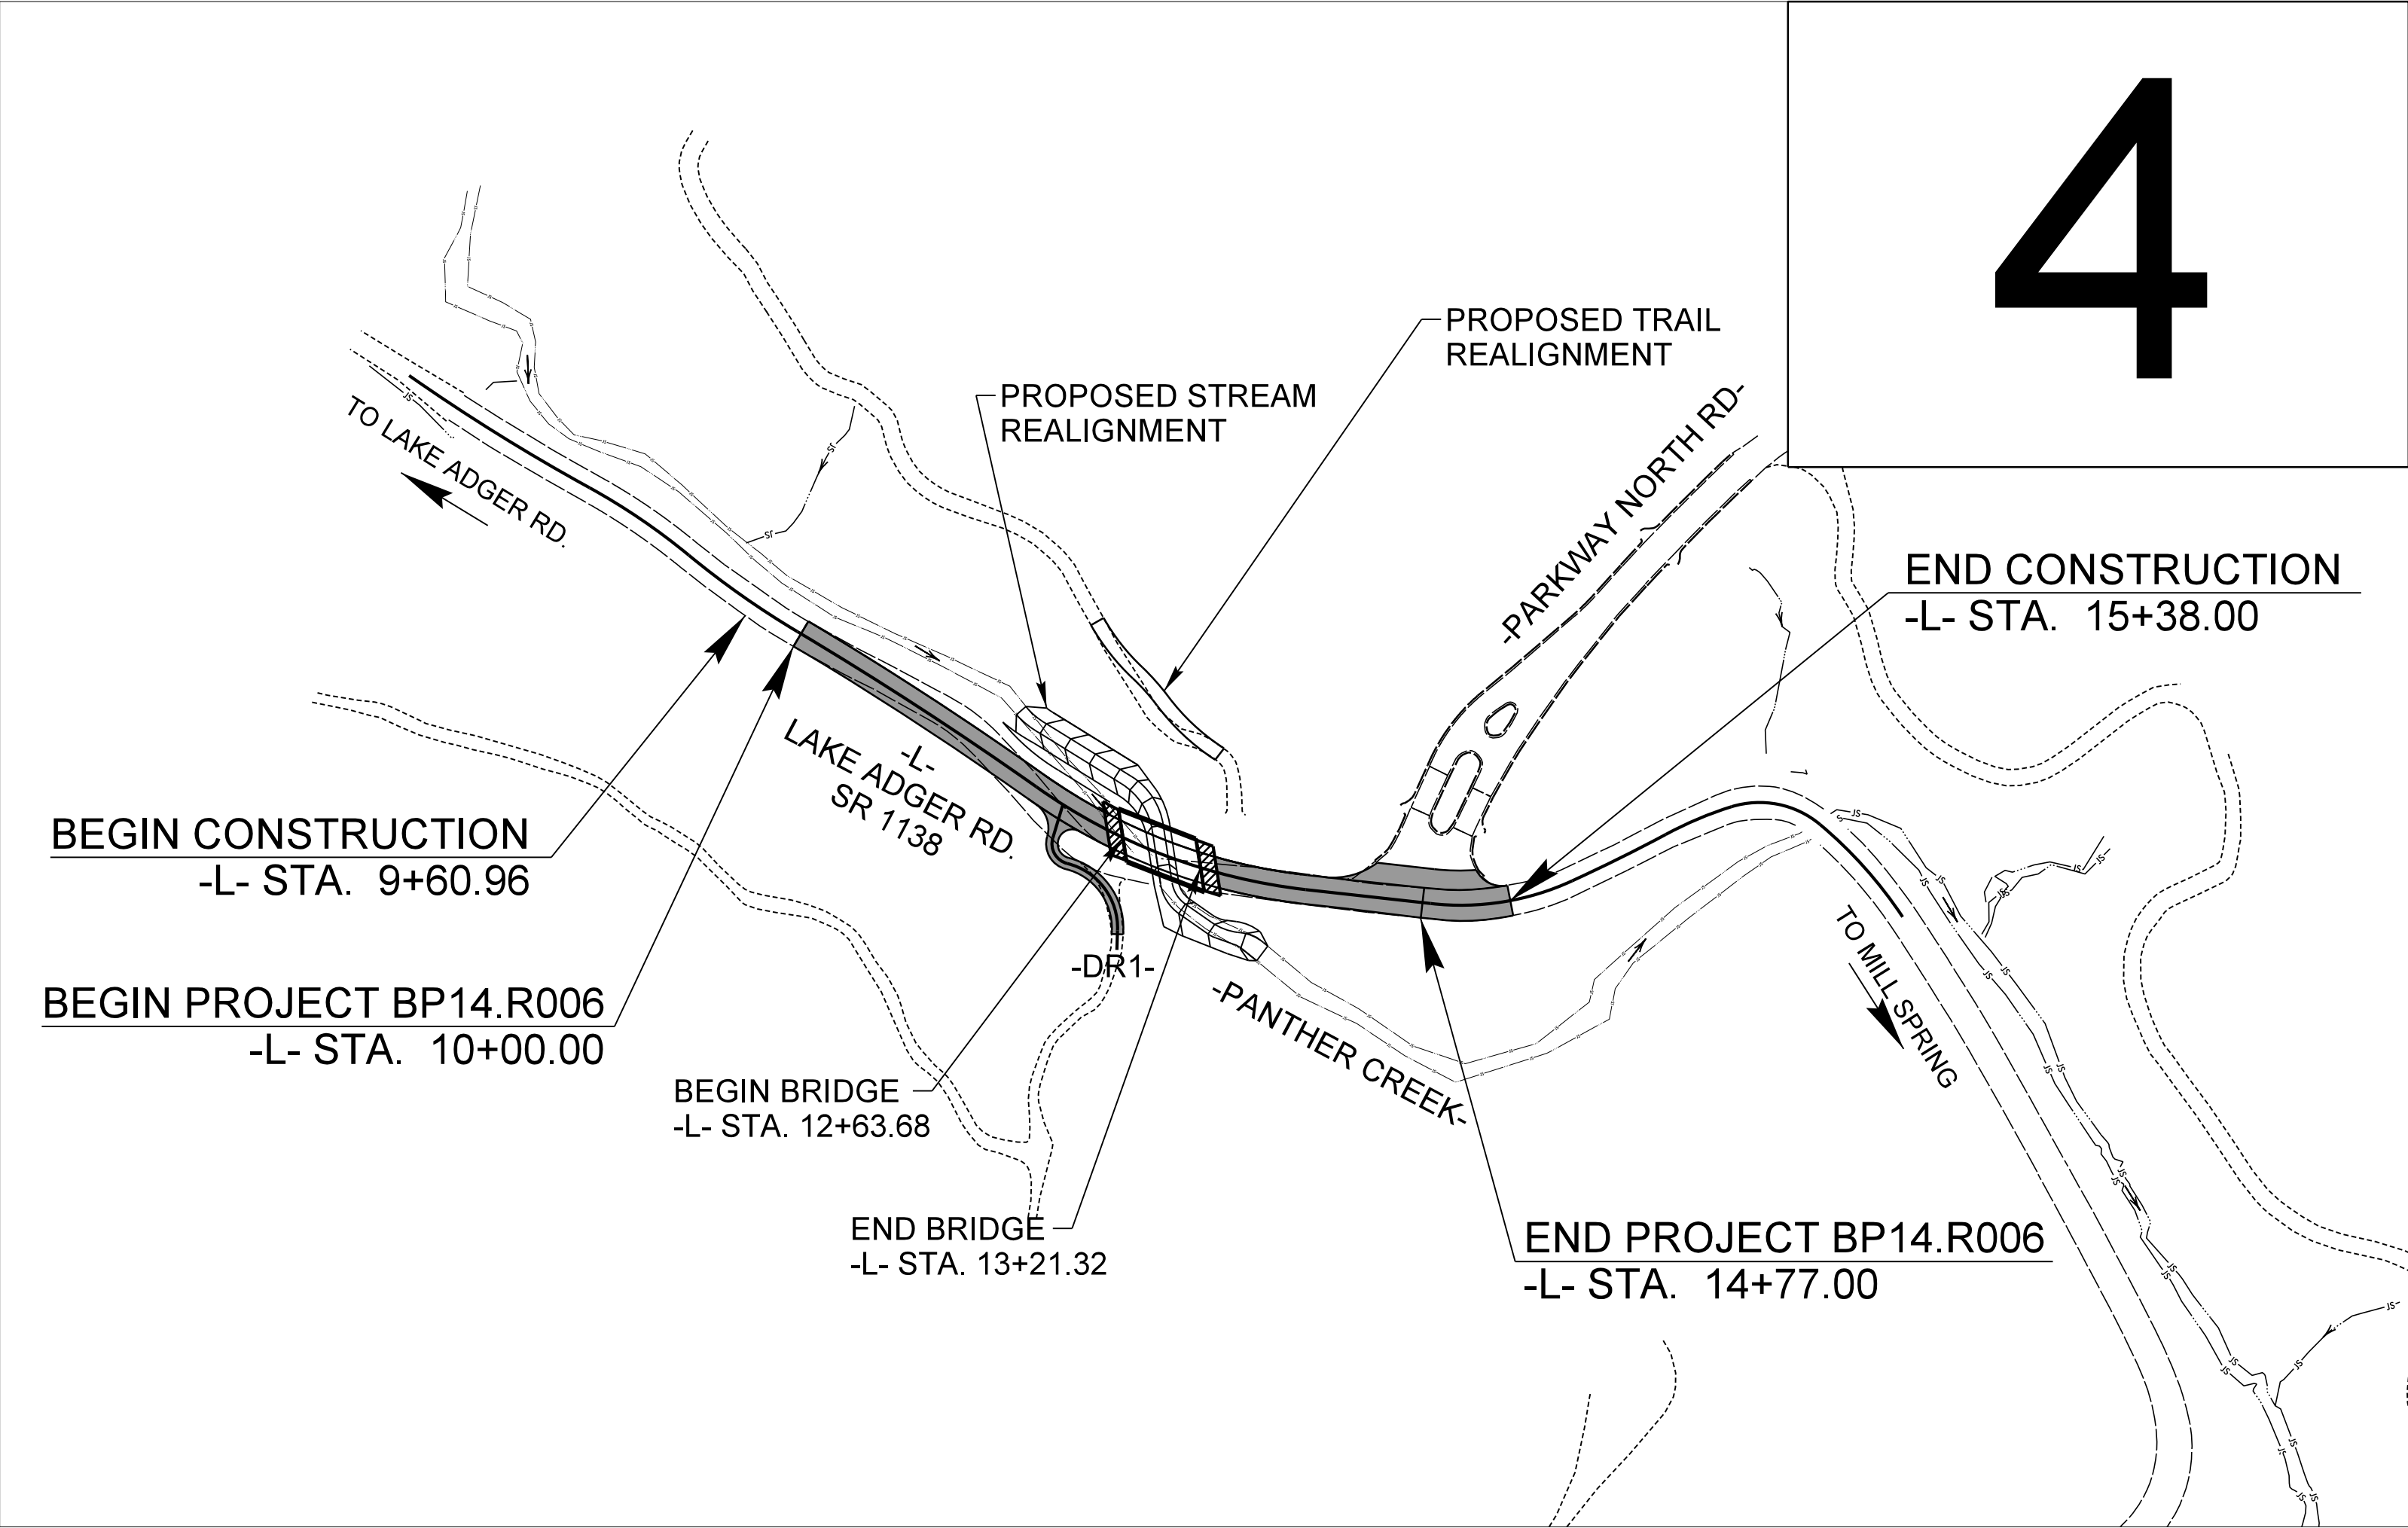 4
PROPOSED TRAIL
REALIGNMENT
PROPOSED STREAM
REALIGNMENT
-PARKWAY NORTH RD-
TO LAKE ADGER RD.
END CONSTRUCTION
-L- STA. 15+38.00
-L-
LAKE ADGER RD.
SR 1138
BEGIN CONSTRUCTION
-L- STA. 9+60.96
BEGIN PROJECT BP14.R006
-L- STA. 10+00.00
-DR1-
-PANTHER CREEK-
TO MILL SPRING
BEGIN BRIDGE
-L- STA. 12+63.68
END BRIDGE
-L- STA. 13+21.32
END PROJECT BP14.R006
-L- STA. 14+77.00